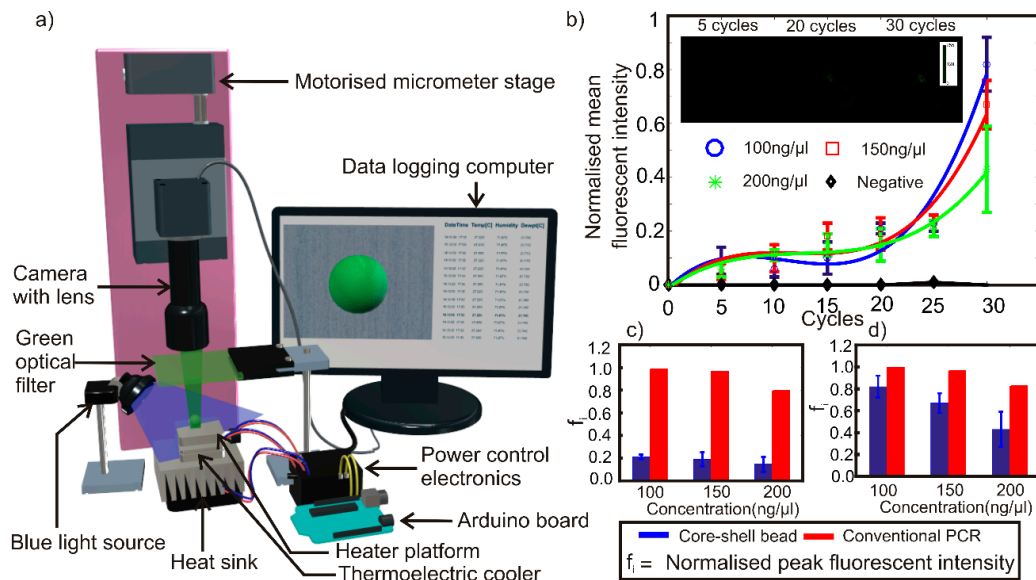 a)
Motorised micrometer stage
Data logging computer
DateTime Temp[C] Humidity Dewpt[C]
Camera
with lens
Green
optical
filter
Blue light source
Heat sink
Power control
electronics
Arduino board
Heater platform
Thermoelectric cooler
b)
Normalised mean
fluorescent intensity
1
0.8
0.6
0.4
0.2
0
5 cycles 20 cycles 30 cycles
100ng/µl 150ng/µl
200ng/µl Negative
0 5 10 15 20 25 30
Cycles
c)
f i
1.2
1.0
0.8
0.6
0.4
0.2
0.0
100 150 200
Concentration(ng/µl)
d)
f i
1.2
1.0
0.8
0.6
0.4
0.2
0.0
100 150 200
Concentration(ng/µl)
Core-shell bead Conventional PCR
f i = Normalised peak fluorescent intensity